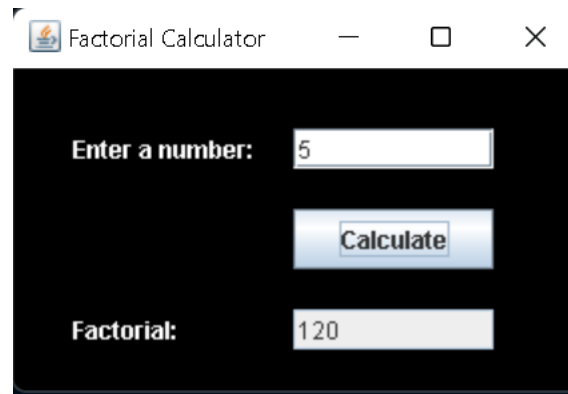 Factorial Calculator
Enter a number: 5
Calculate
Factorial: 120